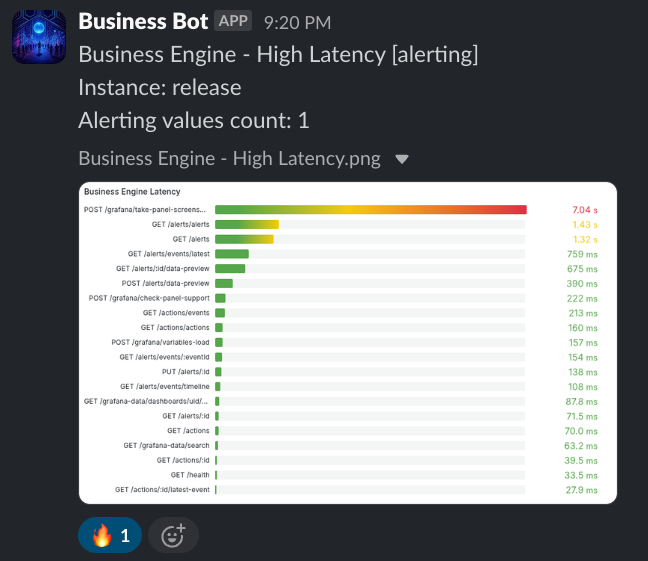 Business Bot APP 9:20 PM
Business Engine - High Latency [alerting]
Instance: release
Alerting values count: 1
Business Engine - High Latency.png
Business Engine Latency
POST /grafana/take-panel-screens... 7.04 s
GET /alerts/alerts 1.43 s
GET /alerts 1.32 s
GET /alerts/events/latest 759 ms
GET /alerts/:id/data-preview 675 ms
POST /alerts/data-preview 390 ms
POST /grafana/check-panel-support 222 ms
GET /actions/events 213 ms
GET /actions/actions 160 ms
POST /grafana/variables-load 157 ms
GET /alerts/events/:eventId 154 ms
PUT /alerts/:id 138 ms
GET /alerts/events/timeline 108 ms
GET /grafana-data/dashboards/uid/... 87.8 ms
GET /alerts/:id 71.5 ms
GET /actions 70.0 ms
GET /grafana-data/search 63.2 ms
GET /actions/:id 39.5 ms
GET /health 33.5 ms
GET /actions/:id/latest-event 27.9 ms
1